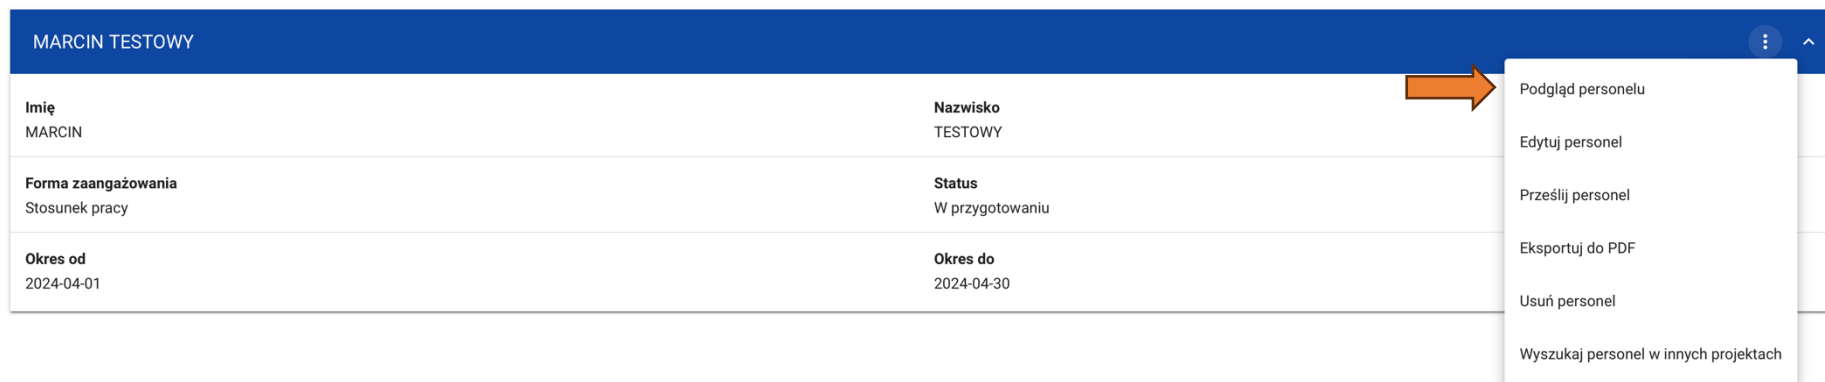 MARCIN TESTOWY
Imię
MARCIN
Nazwisko
TESTOWY
Forma zaangażowania
Stosunek pracy
Status
W przygotowaniu
Okres od
2024-04-01
Okres do
2024-04-30
Podgląd personelu
Edytuj personel
Prześlij personel
Eksportuj do PDF
Usuń personel
Wyszukaj personel w innych projektach